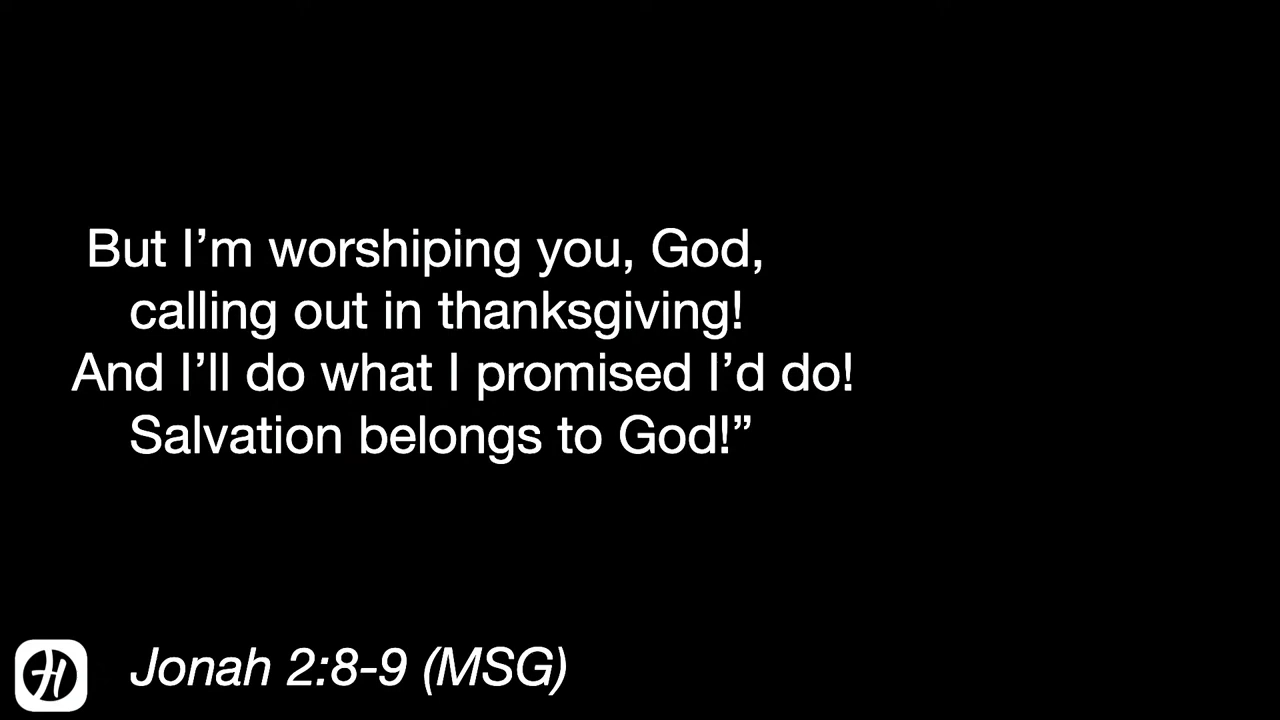 But I’m worshiping you, God,
calling out in thanksgiving!
And I’ll do what I promised I’d do!
Salvation belongs to God!”
H
Jonah 2:8-9 (MSG)